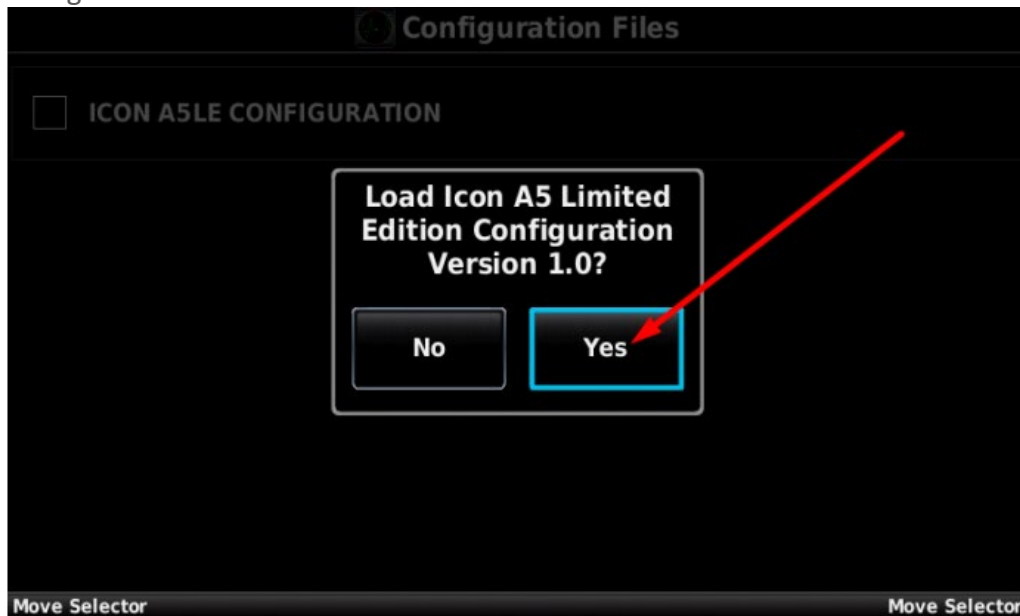 Configuration Files
ICON A5LE CONFIGURATION
Load Icon A5 Limited
Edition Configuration
Version 1.0?
No
Yes
Move Selector
Move Selector